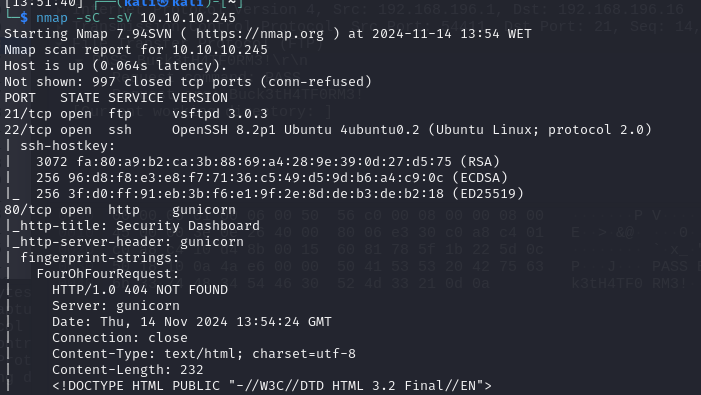 [13:51:40] (kali㉿kali)-[~]
└─$ nmap -sC -sV 10.10.10.245
Starting Nmap 7.94SVN ( https://nmap.org ) at 2024-11-14 13:54 WET
Nmap scan report for 10.10.10.245
Host is up (0.064s latency).
Not shown: 997 closed tcp ports (conn-refused)
PORT   STATE SERVICE VERSION
21/tcp open  ftp     vsftpd 3.0.3
22/tcp open  ssh     OpenSSH 8.2p1 Ubuntu 4ubuntu0.2 (Ubuntu Linux; protocol 2.0)
| ssh-hostkey:
|   3072 fa:80:a9:b2:ca:3b:88:69:a4:28:9e:39:0d:27:d5:75 (RSA)
|   256 96:d8:f8:e3:e8:f7:71:36:c5:49:d5:9d:b6:a4:c9:0c (ECDSA)
|_  256 3f:d0:ff:91:eb:3b:f6:e1:9f:2e:8d:de:b3:de:b2:18 (ED25519)
80/tcp open  http    gunicorn
|_http-title: Security Dashboard
|_http-server-header: gunicorn
| fingerprint-strings:
|   FourOhFourRequest:
|     HTTP/1.0 404 NOT FOUND
|     Server: gunicorn
|     Date: Thu, 14 Nov 2024 13:54:24 GMT
|     Connection: close
|     Content-Type: text/html; charset=utf-8
|     Content-Length: 232
|     <!DOCTYPE HTML PUBLIC "-//W3C//DTD HTML 3.2 Final//EN">